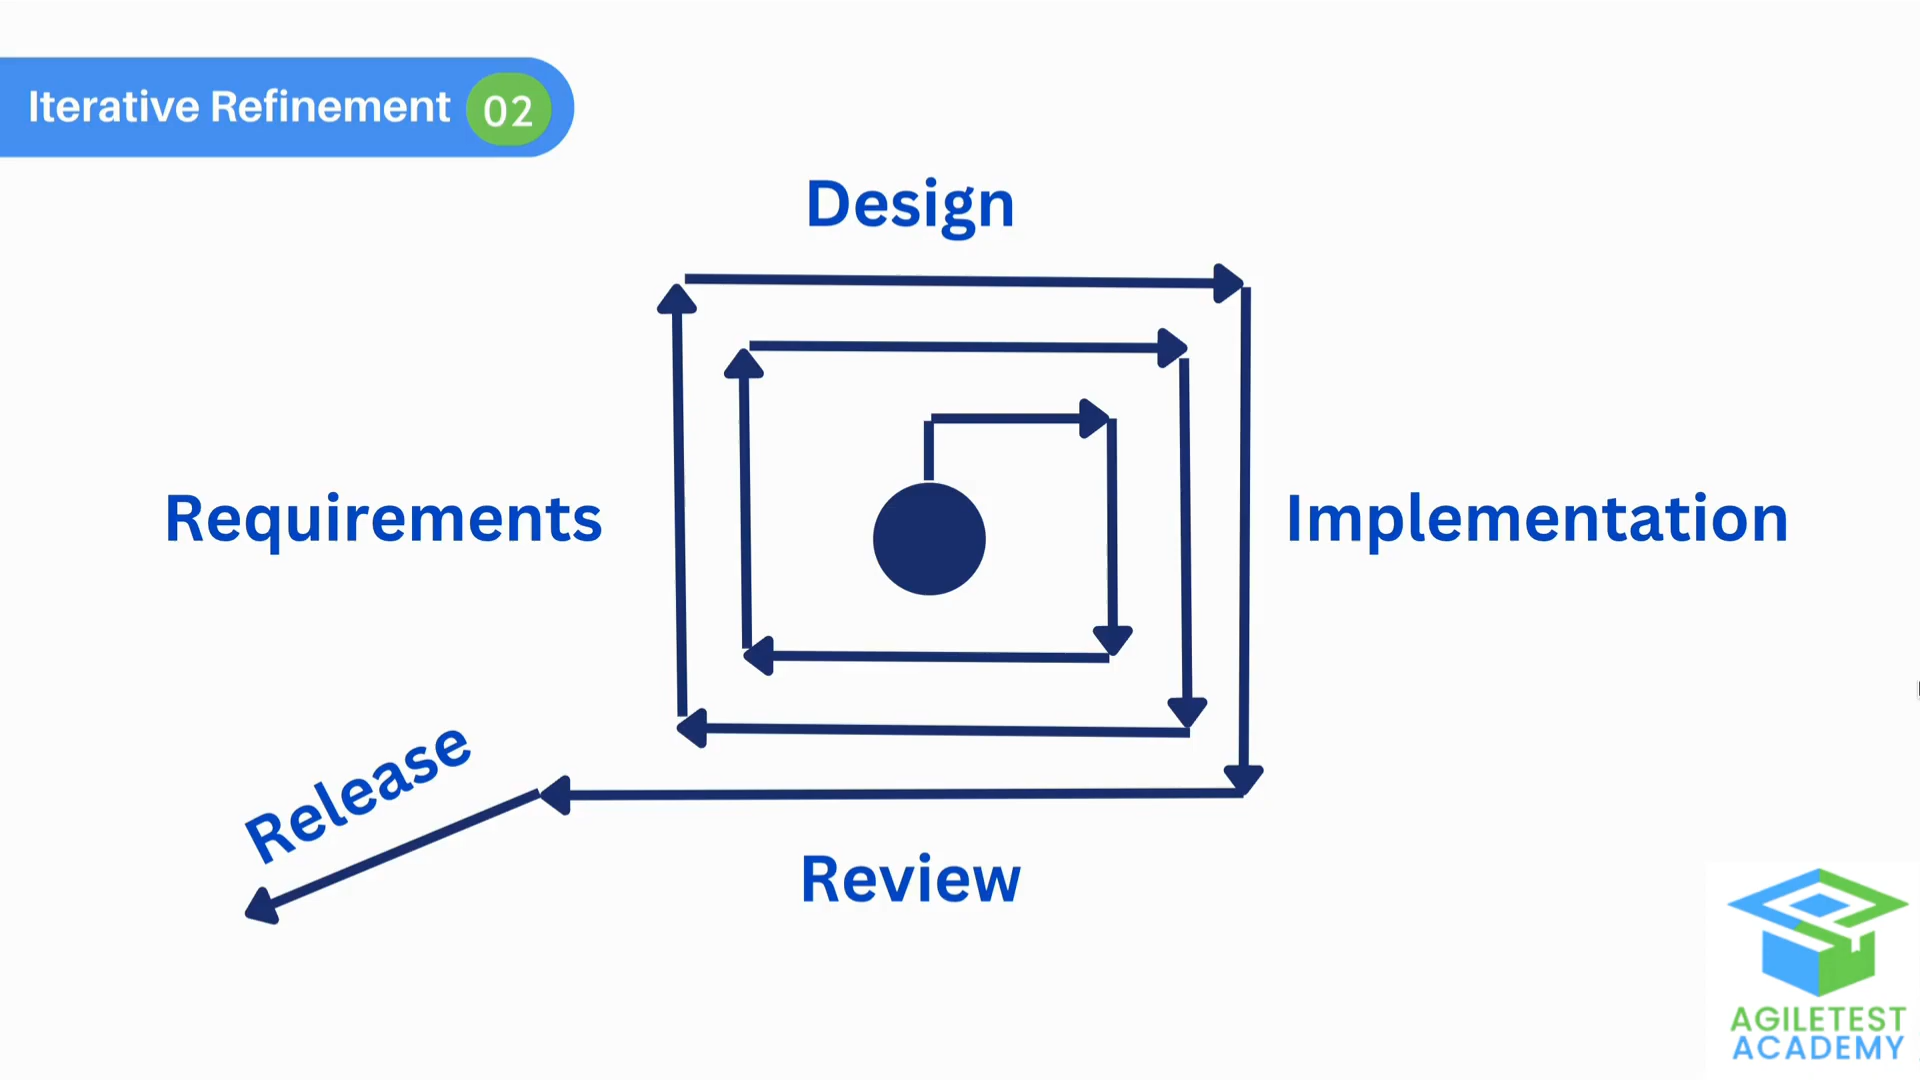 Iterative Refinement 02
Design
Requirements
Implementation
Release
Review
AGILETEST
ACADEMY